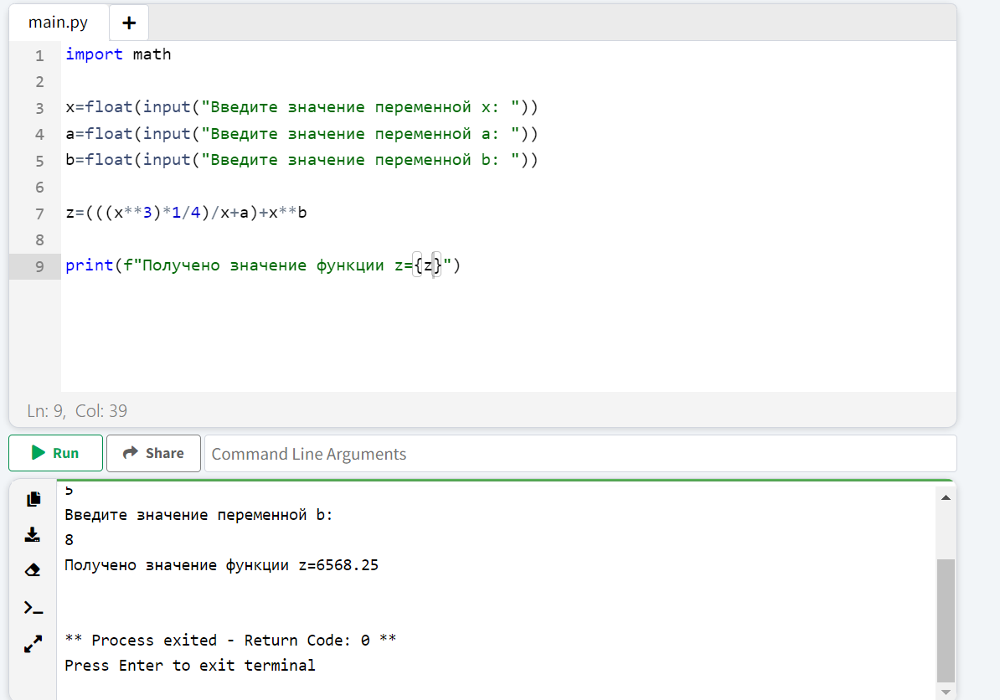 main.py +
1 import math
2
3 x=float(input("Введите значение переменной x: "))
4 a=float(input("Введите значение переменной a: "))
5 b=float(input("Введите значение переменной b: "))
6
7 z=(((x**3)*1/4)/x+a)+x**b
8
9 print(f"Получено значение функции z={z}")
Ln: 9, Col: 39
Run Share Command Line Arguments
5
Введите значение переменной b:
8
Получено значение функции z=6568.25
** Process exited - Return Code: 0 **
Press Enter to exit terminal